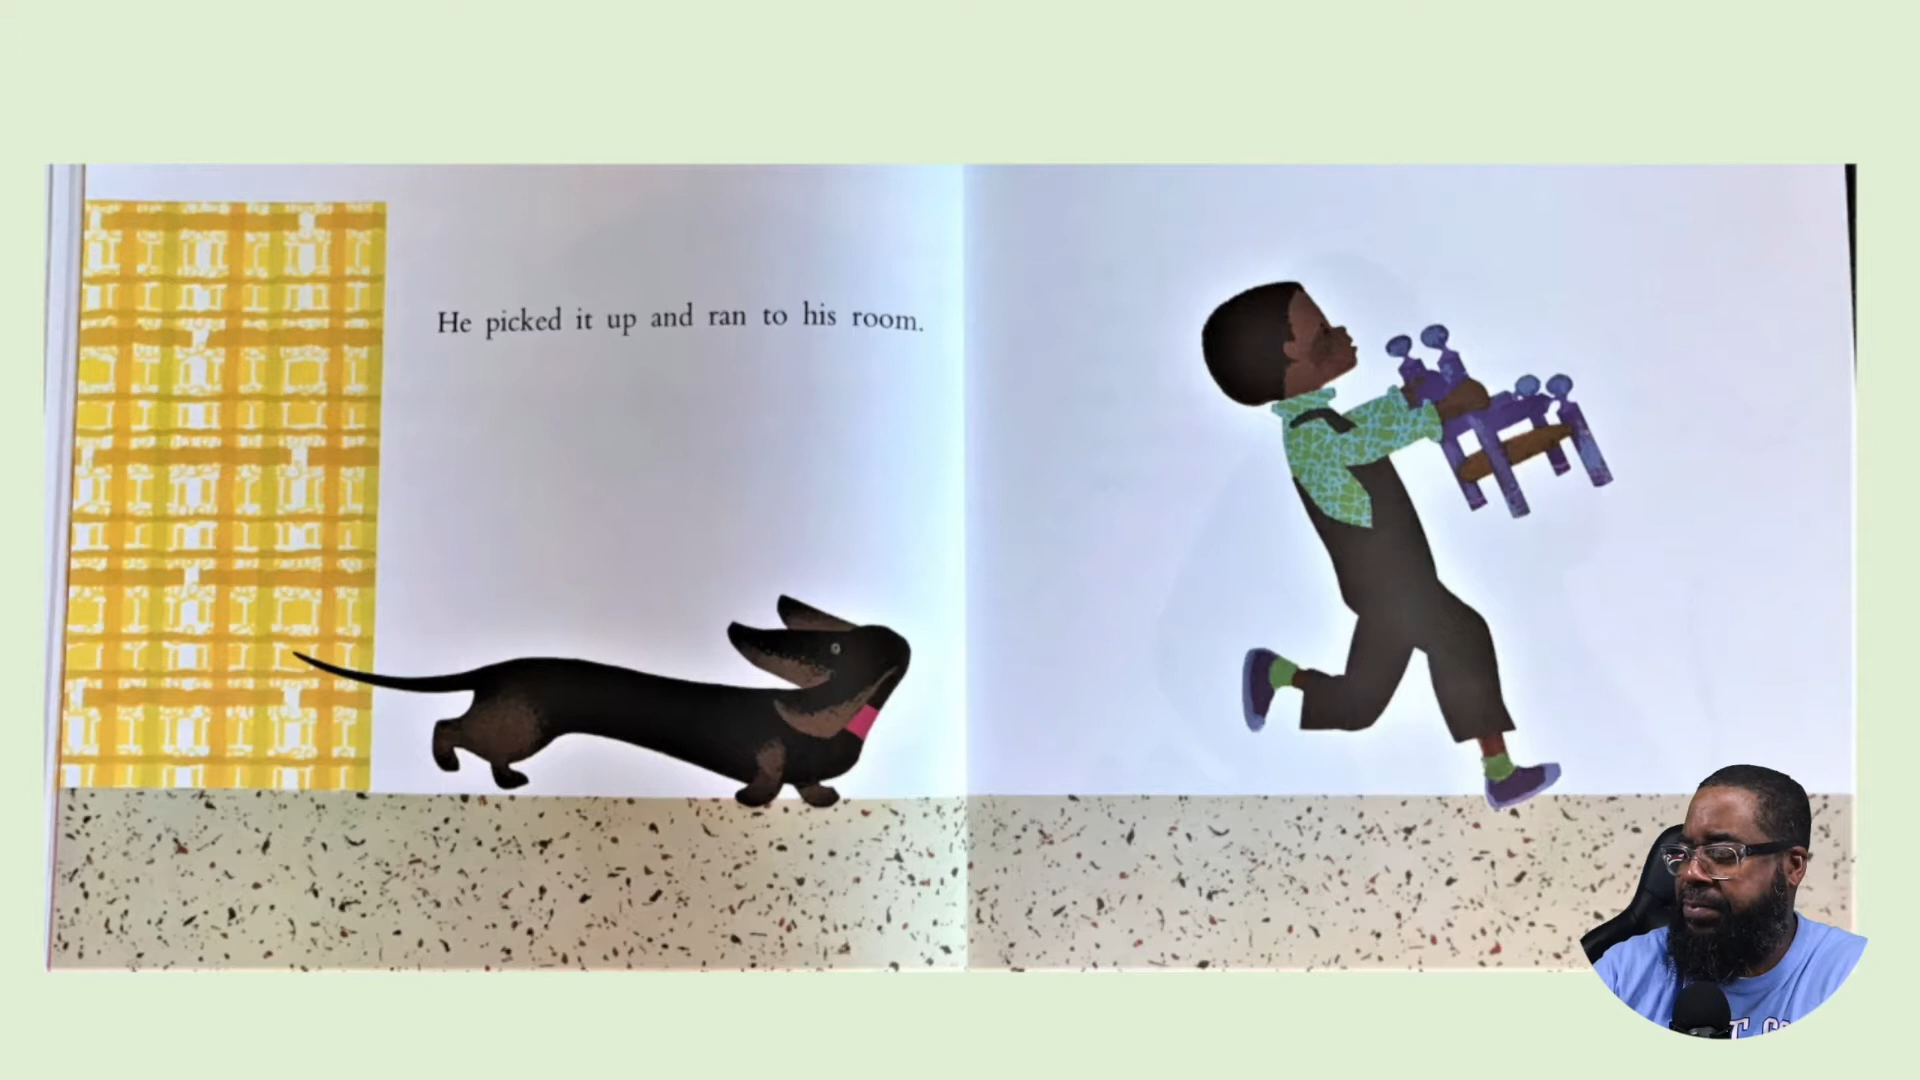 He picked it up and ran to his room.